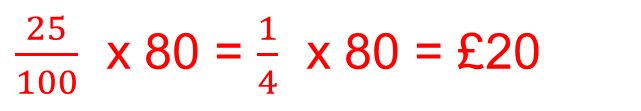 25/100 x 80 = 1/4 x 80 = £20